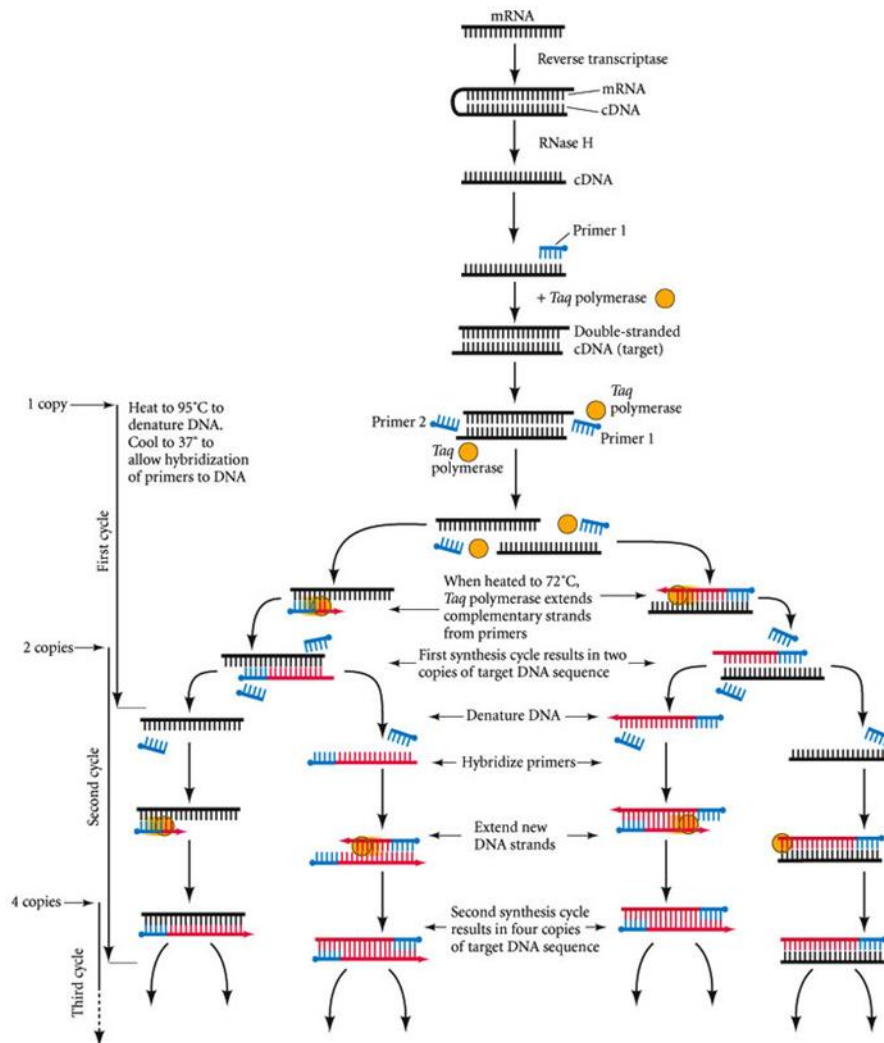 mRNA
Reverse transcriptase
mRNA
cDNA
RNase H
cDNA
Primer 1
+ Taq polymerase
Double-stranded
cDNA (target)
1 copy
Heat to 95°C to
denature DNA.
Cool to 37° to
allow hybridization
of primers to DNA
Primer 2
Taq
polymerase
Primer 1
Taq
polymerase
First cycle
When heated to 72°C,
Taq polymerase extends
complementary strands
from primers
2 copies
First synthesis cycle results in two
copies of target DNA sequence
Denature DNA
Hybridize primers
Second cycle
Extend new
DNA strands
4 copies
Second synthesis cycle
results in four copies
of target DNA sequence
Third cycle